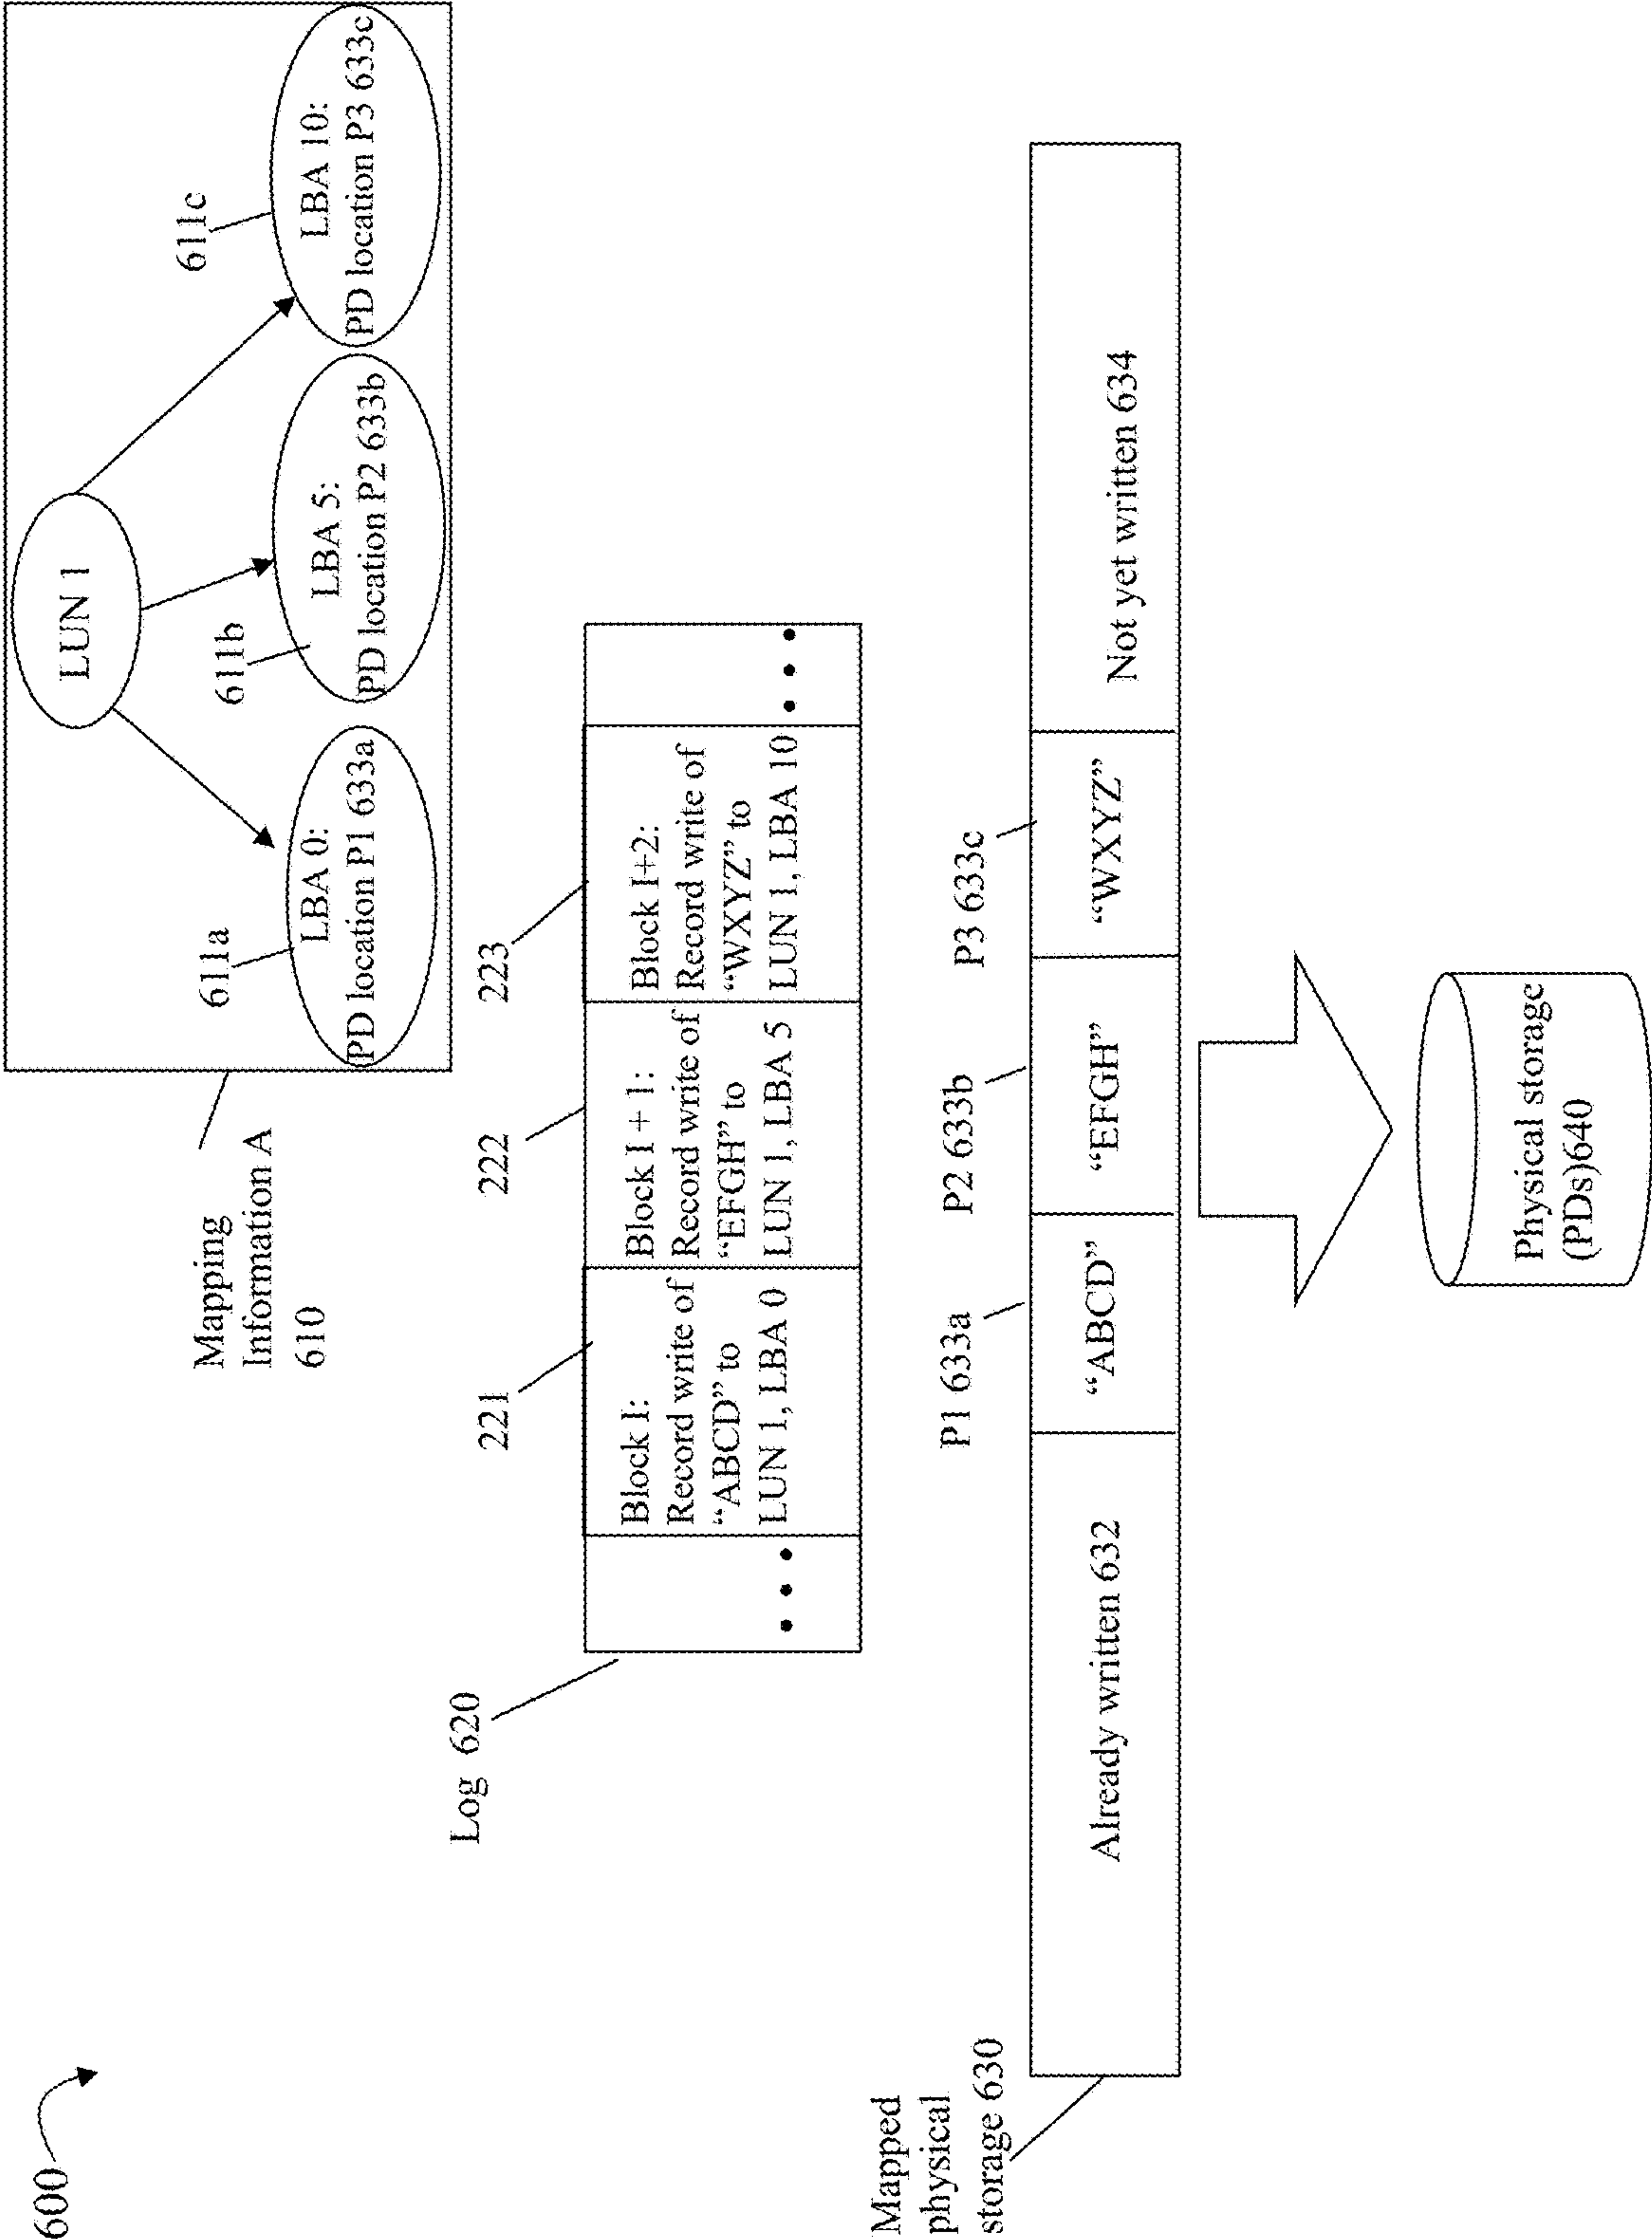 600
LUN 1
611a
LBA 0:
PD location P1 633a
611b
LBA 5:
PD location P2 633b
611c
LBA 10:
PD location P3 633c
Mapping
Information A
610
Log 620
221
Block I:
Record write of
“ABCD” to
LUN 1, LBA 0
222
Block I + 1:
Record write of
“EFGH” to
LUN 1, LBA 5
223
Block I+2:
Record write of
“WXYZ” to
LUN 1, LBA 10
• • •
• • •
Mapped
physical
storage 630
P1 633a
P2 633b
P3 633c
Already written 632
“ABCD”
“EFGH”
“WXYZ”
Not yet written 634
Physical storage
(PDs)640